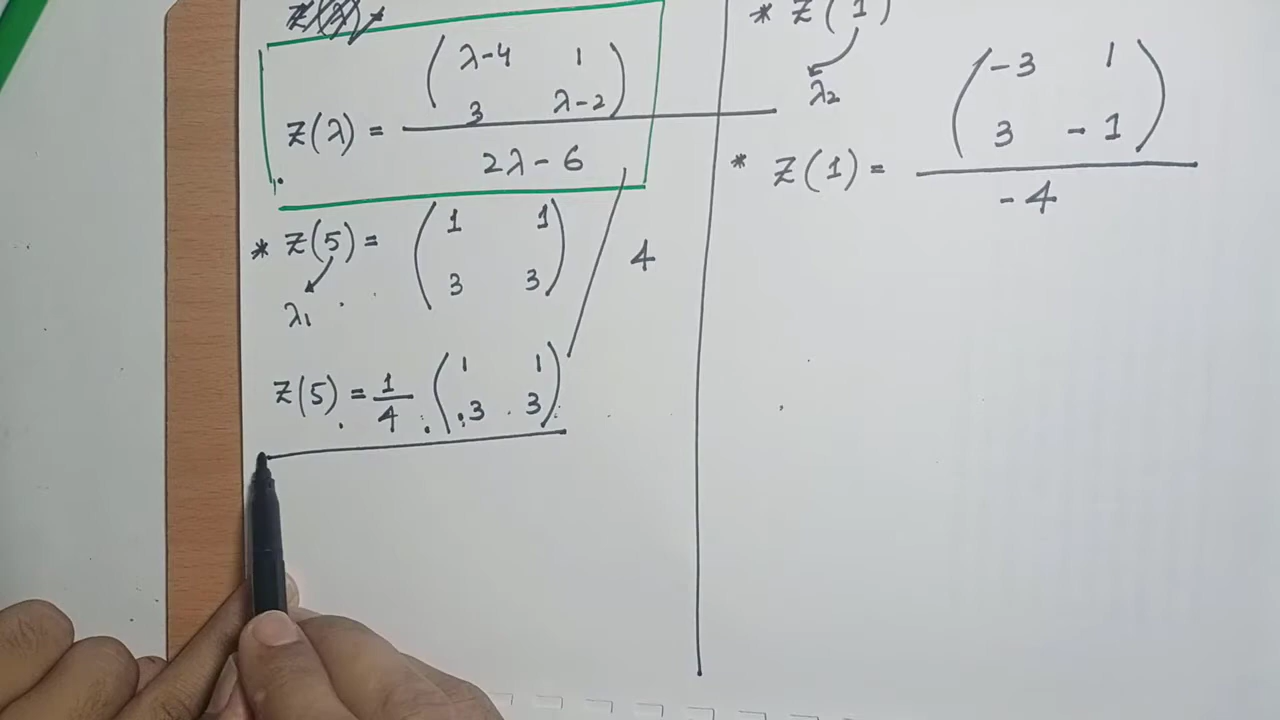 Z(λ) = (λ-4 1
3 λ-2)
2λ - 6
* Z(5) = (1 1
3 3)
4
λ₁
Z(5) = 1/4 (1 1
3 3)
* Z(1)
λ₂
* Z(1) = (-3 1
3 -1)
-4